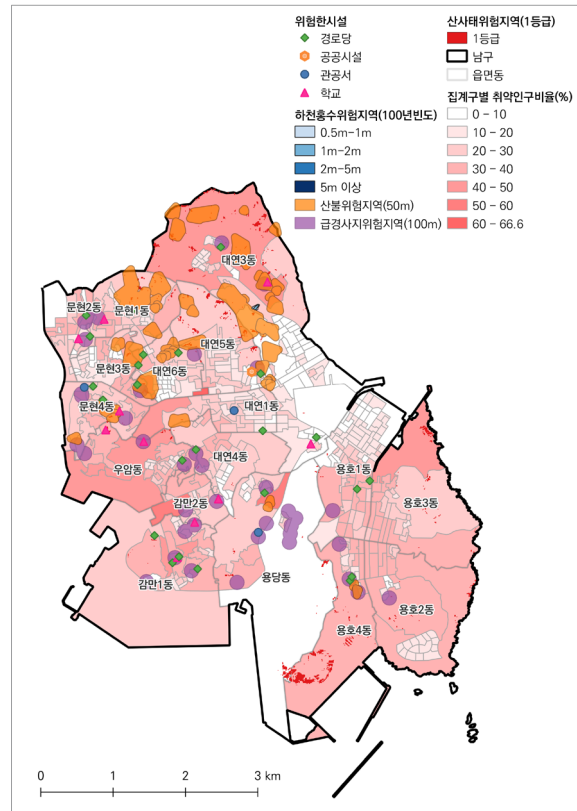 위험한시설
경로당
공공시설
관공서
학교
하천홍수위험지역(100년빈도)
0.5m-1m
1m-2m
2m-5m
5m 이상
산불위험지역(50m)
급경사지위험지역(100m)
산사태위험지역(1등급)
1등급
남구
읍면동
집계구별 취약인구비율(%)
0 - 10
10 - 20
20 - 30
30 - 40
40 - 50
50 - 60
60 - 66.6
대연3동
문현2동
문현1동
대연5동
문현3동
대연6동
문현4동
대연1동
대연4동
우암동
용호1동
감만2동
용호3동
감만1동
용당동
용호2동
용호4동
0 1 2 3 km